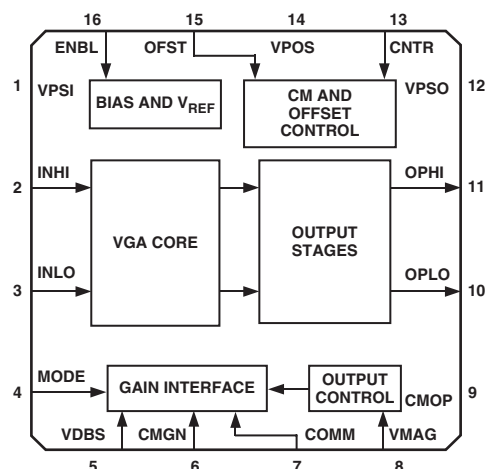 16 15 14 13
ENBL OFST VPOS CNTR
1 VPSI BIAS AND VREF CM AND OFFSET CONTROL VPSO 12
2 INHI OPHI 11
VGA CORE
OUTPUT
STAGES
3 INLO OPLO 10
4 MODE GAIN INTERFACE OUTPUT CONTROL CMOP 9
VDBS CMGN COMM VMAG
5 6 7 8